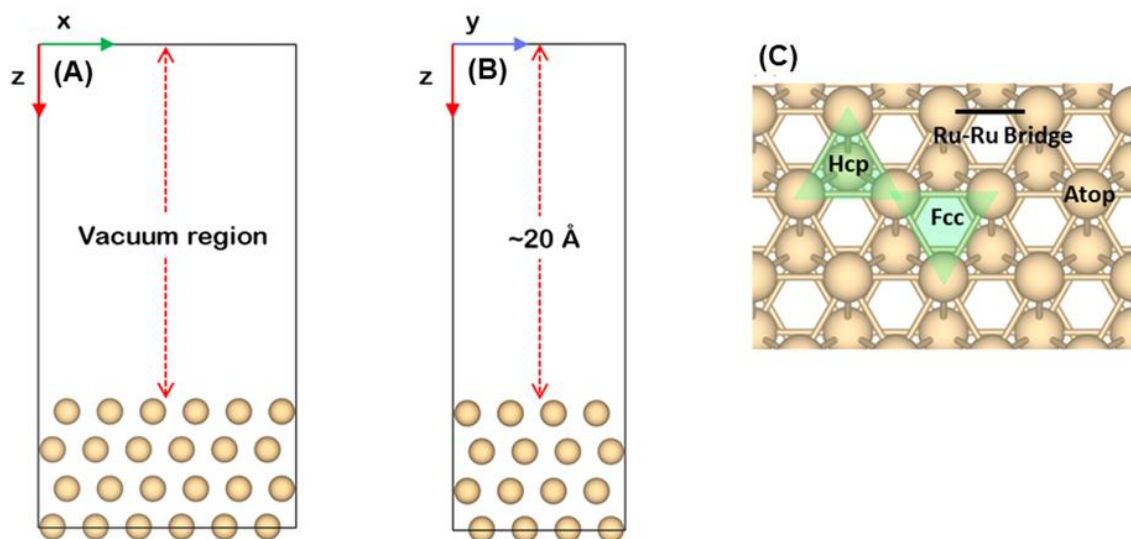 x
z
(A)
Vacuum region
y
z
(B)
~20 Å
(C)
Ru-Ru Bridge
Hcp
Atop
Fcc